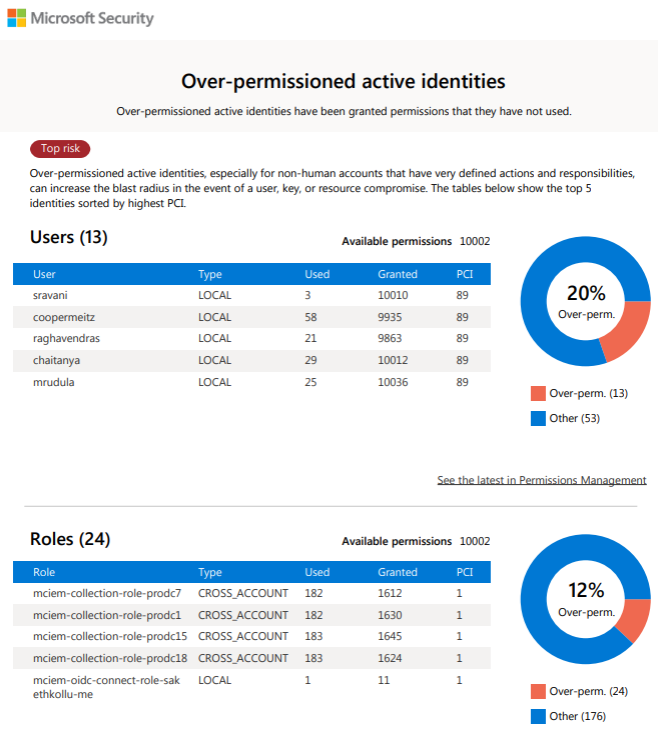 Microsoft Security
Over-permissioned active identities
Over-permissioned active identities have been granted permissions that they have not used.
Top risk
Over-permissioned active identities, especially for non-human accounts that have very defined actions and responsibilities,
can increase the blast radius in the event of a user, key, or resource compromise. The tables below show the top 5
identities sorted by highest PCI.
Users (13)
Available permissions 10002
User Type Used Granted PCI
sravani LOCAL 3 10010 89
coopermeitz LOCAL 58 9935 89
raghavendras LOCAL 21 9863 89
chaitanya LOCAL 29 10012 89
mrudula LOCAL 25 10036 89
20%
Over-perm.
Over-perm. (13)
Other (53)
See the latest in Permissions Management
Roles (24)
Available permissions 10002
Role Type Used Granted PCI
mciem-collection-role-prodc7 CROSS_ACCOUNT 182 1612 1
mciem-collection-role-prodc1 CROSS_ACCOUNT 182 1630 1
mciem-collection-role-prodc15 CROSS_ACCOUNT 183 1645 1
mciem-collection-role-prodc18 CROSS_ACCOUNT 183 1624 1
mciem-oidc-connect-role-sak LOCAL 1 11 1
ethkollu-me
12%
Over-perm.
Over-perm. (24)
Other (176)